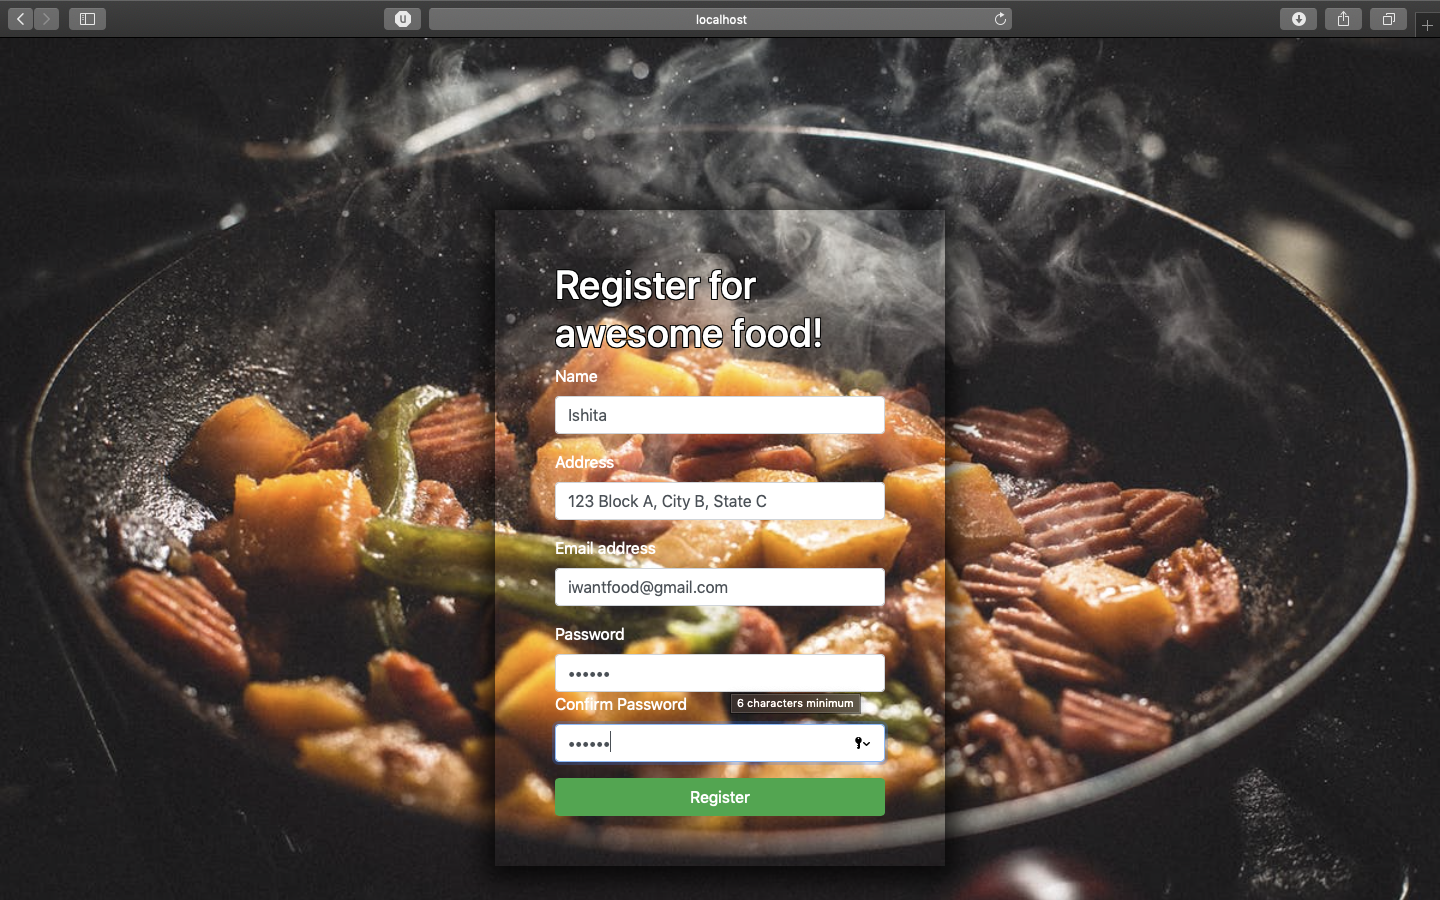 localhost
Register for
awesome food!
Name
Ishita
Address
123 Block A, City B, State C
Email address
iwantfood@gmail.com
Password
••••••
Confirm Password
6 characters minimum
••••••
Register